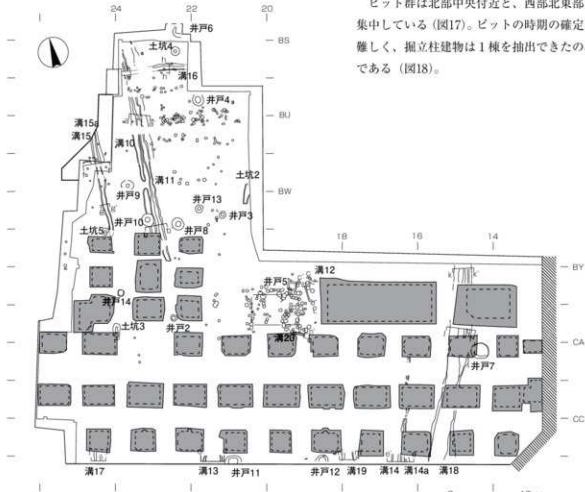 ピット群は北部中央付近と、西部北東部
集中している（図17）。ピットの時期の確定
難しく、掘立柱建物は１棟を抽出できたの
である（図18）。
24
22
20
井戸6
BS
土坑4
溝16
井戸4
BU
溝15a
溝15
溝10
溝11
土坑2
BW
井戸9
井戸13
井戸3
井戸10
井戸8
土坑5
18
16
14
BY
溝12
井戸5
井戸14
土坑3
井戸2
溝20
CA
井戸7
CC
溝17
溝13
井戸11
井戸12
溝19
溝14
溝14a
溝18
24
22
20
18
16
14